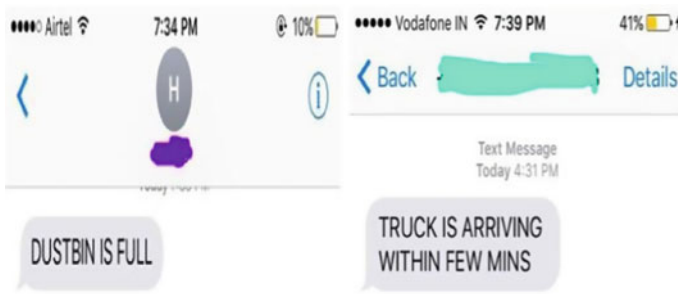 Airtel 7:34 PM 10%
H
DUSTBIN IS FULL
Vodafone IN 7:39 PM 41%
Back Details
Text Message
Today 4:31 PM
TRUCK IS ARRIVING
WITHIN FEW MINS